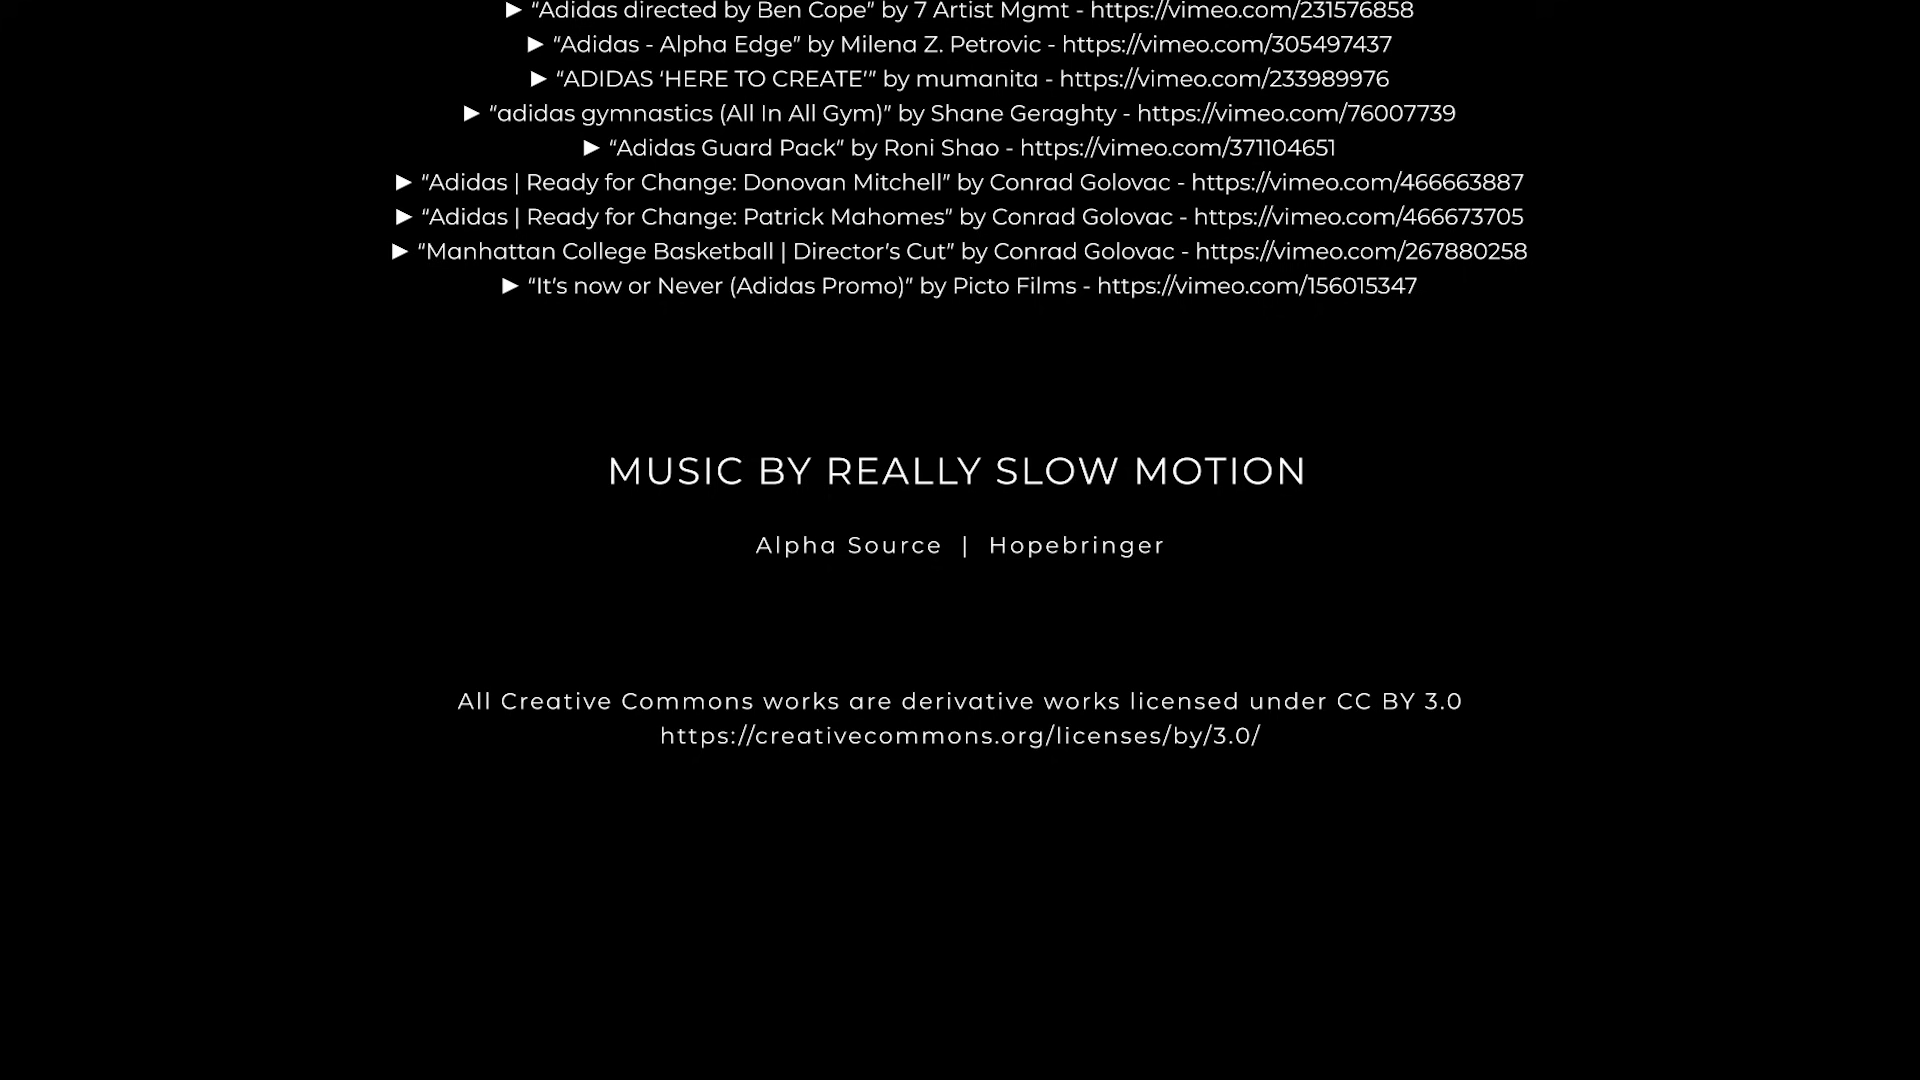 ► “Adidas directed by Ben Cope” by 7 Artist Mgmt - https://vimeo.com/231576858
► “Adidas - Alpha Edge” by Milena Z. Petrovic - https://vimeo.com/305497437
► “ADIDAS ‘HERE TO CREATE’” by mumanita - https://vimeo.com/233989976
► “adidas gymnastics (All In All Gym)” by Shane Geraghty - https://vimeo.com/76007739
► “Adidas Guard Pack” by Roni Shao - https://vimeo.com/371104651
► “Adidas | Ready for Change: Donovan Mitchell” by Conrad Golovac - https://vimeo.com/466663887
► “Adidas | Ready for Change: Patrick Mahomes” by Conrad Golovac - https://vimeo.com/466673705
► “Manhattan College Basketball | Director’s Cut” by Conrad Golovac - https://vimeo.com/267880258
► “It’s now or Never (Adidas Promo)” by Picto Films - https://vimeo.com/156015347
MUSIC BY REALLY SLOW MOTION
Alpha Source | Hopebringer
All Creative Commons works are derivative works licensed under CC BY 3.0
https://creativecommons.org/licenses/by/3.0/